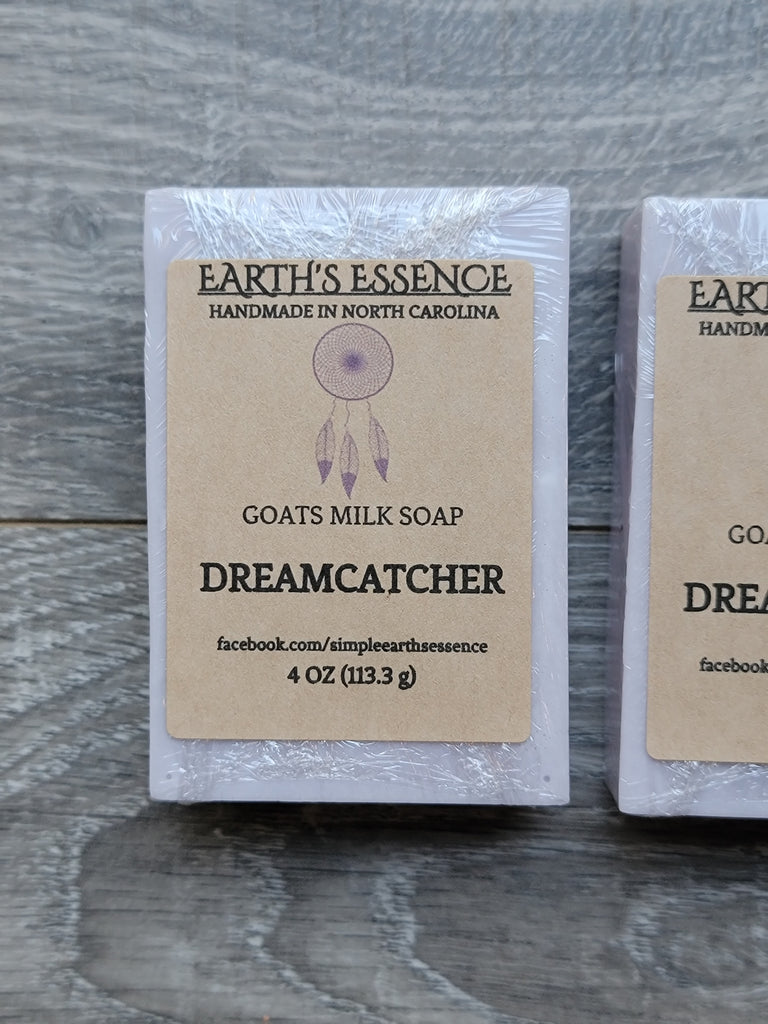 EARTH'S ESSENCE
HANDMADE IN NORTH CAROLINA
GOATS MILK SOAP
DREAMCATCHER
facebook.com/simpleearthsessence
4 OZ (113.3 g)
EART
HANDM
GOA
DREA
facebook